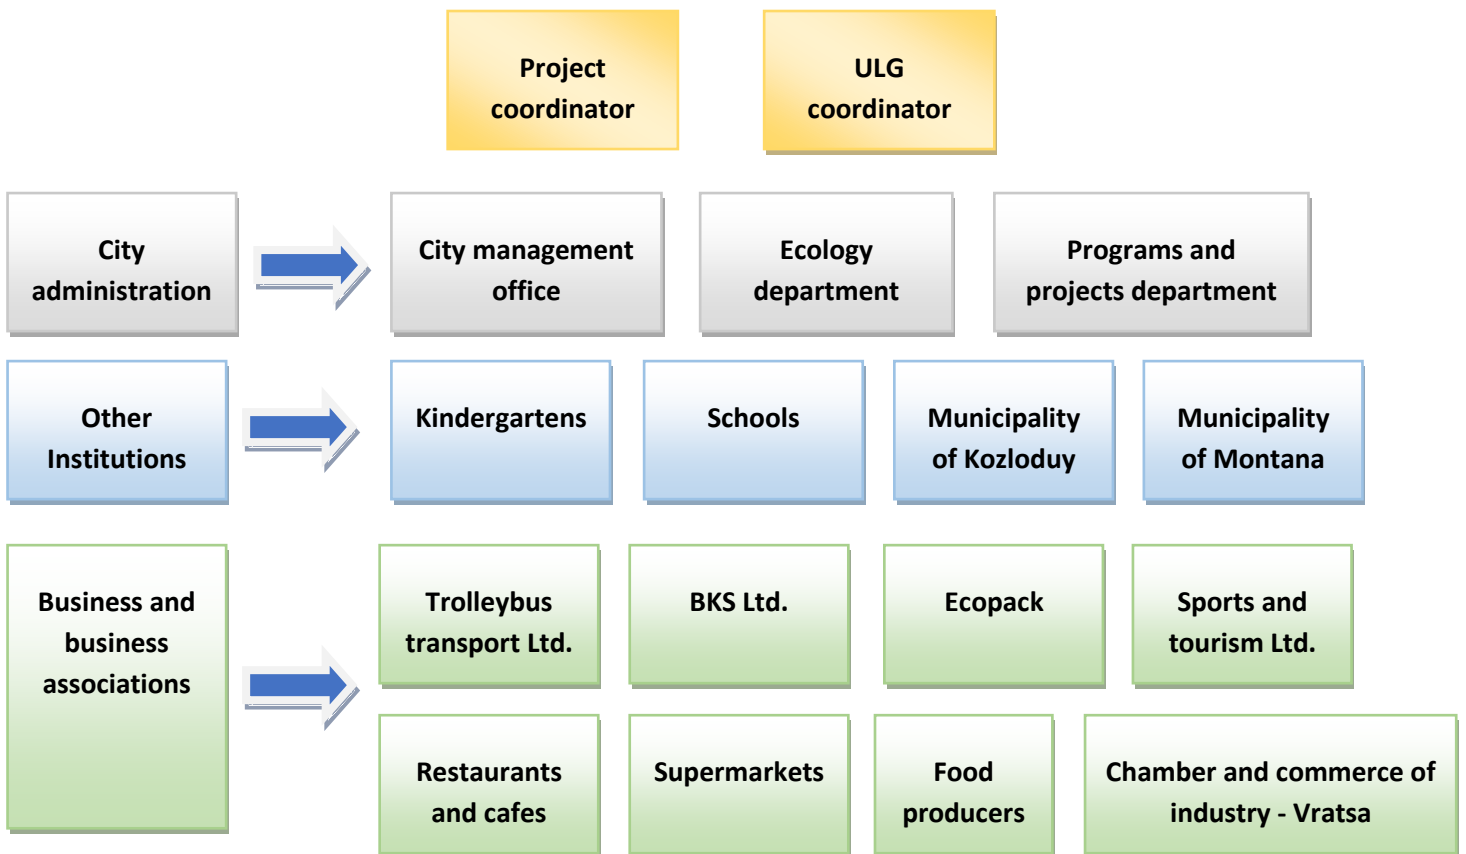 Project
coordinator
ULG
coordinator
City
administration
City management
office
Ecology
department
Programs and
projects department
Other
Institutions
Kindergartens
Schools
Municipality
of Kozloduy
Municipality
of Montana
Business and
business
associations
Trolleybus
transport Ltd.
BKS Ltd.
Ecopack
Sports and
tourism Ltd.
Restaurants
and cafes
Supermarkets
Food
producers
Chamber and commerce of
industry - Vratsa